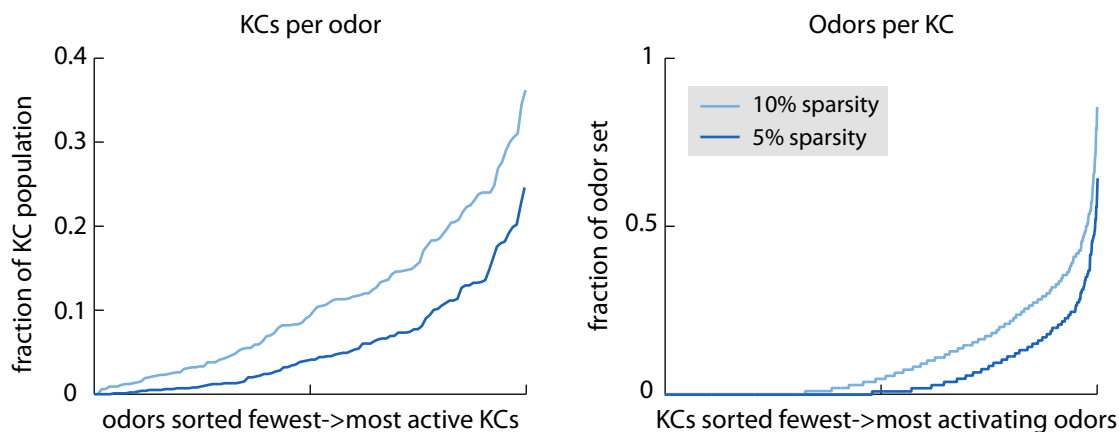 KCs per odor
0.4
0.3
0.2
0.1
0
fraction of KC population
odors sorted fewest->most active KCs
Odors per KC
1
0.5
0
fraction of odor set
10% sparsity
5% sparsity
KCs sorted fewest->most activating odors